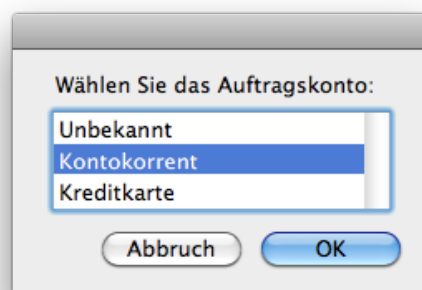 Wählen Sie das Auftragskonto:
Unbekannt
Kontokorrent
Kreditkarte
Abbruch OK